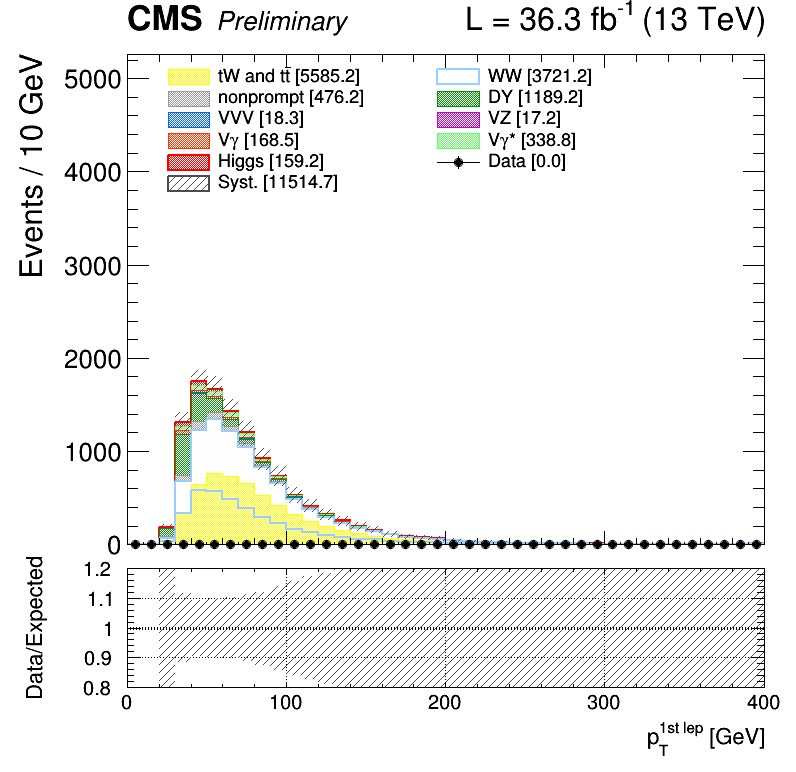 CMS Preliminary L = 36.3 fb⁻¹ (13 TeV)
Events / 10 GeV
5000
4000
3000
2000
1000
0
tW and tt̄ [5585.2]
nonprompt [476.2]
VVV [18.3]
Vγ [168.5]
Higgs [159.2]
Syst. [11514.7]
WW [3721.2]
DY [1189.2]
VZ [17.2]
Vγ* [338.8]
Data [0.0]
Data/Expected
1.2
1.1
1
0.9
0.8
0 100 200 300 400
p_T^{1st lep} [GeV]